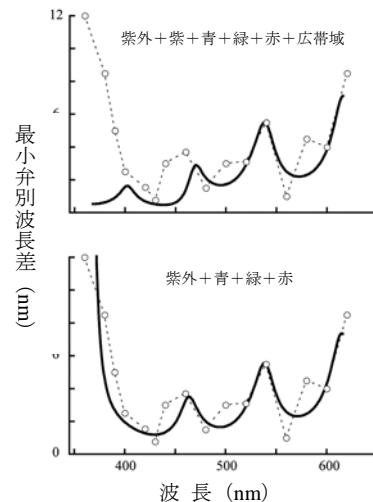 12
紫外+紫+青+緑+赤+広帯域
最小弁別波長差 (nm)
紫外+青+緑+赤
0
400 500 600
波 長 (nm)